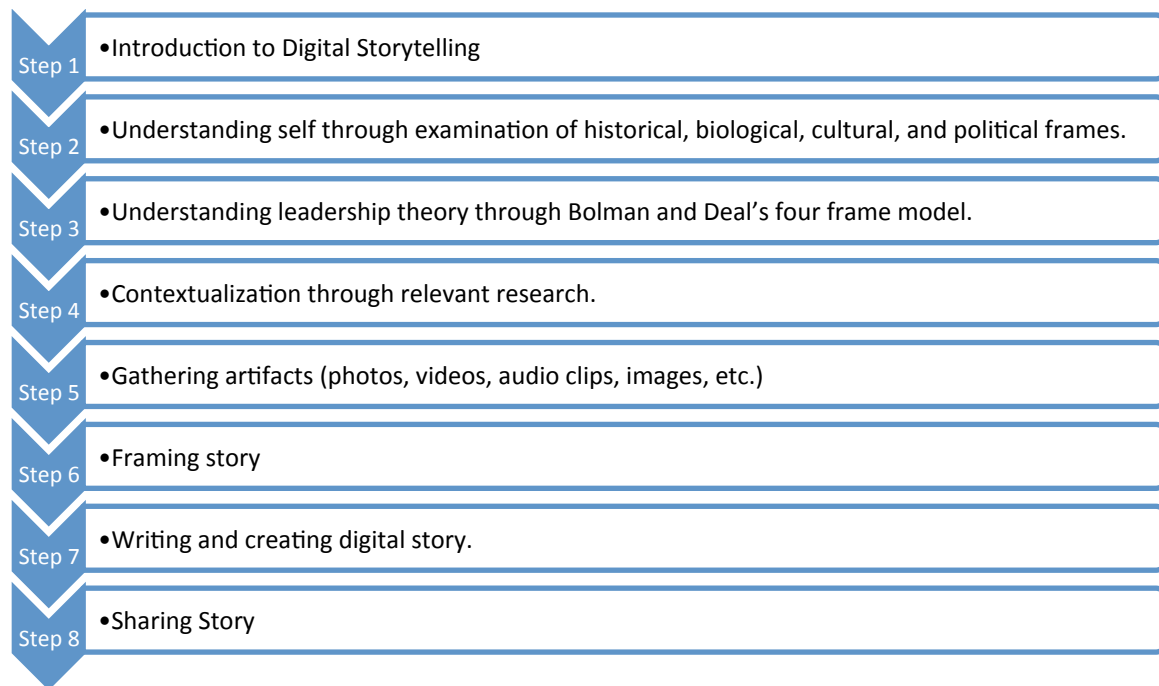 Step 1
•Introduction to Digital Storytelling
Step 2
•Understanding self through examination of historical, biological, cultural, and political frames.
Step 3
•Understanding leadership theory through Bolman and Deal’s four frame model.
Step 4
•Contextualization through relevant research.
Step 5
•Gathering artifacts (photos, videos, audio clips, images, etc.)
Step 6
•Framing story
Step 7
•Writing and creating digital story.
Step 8
•Sharing Story